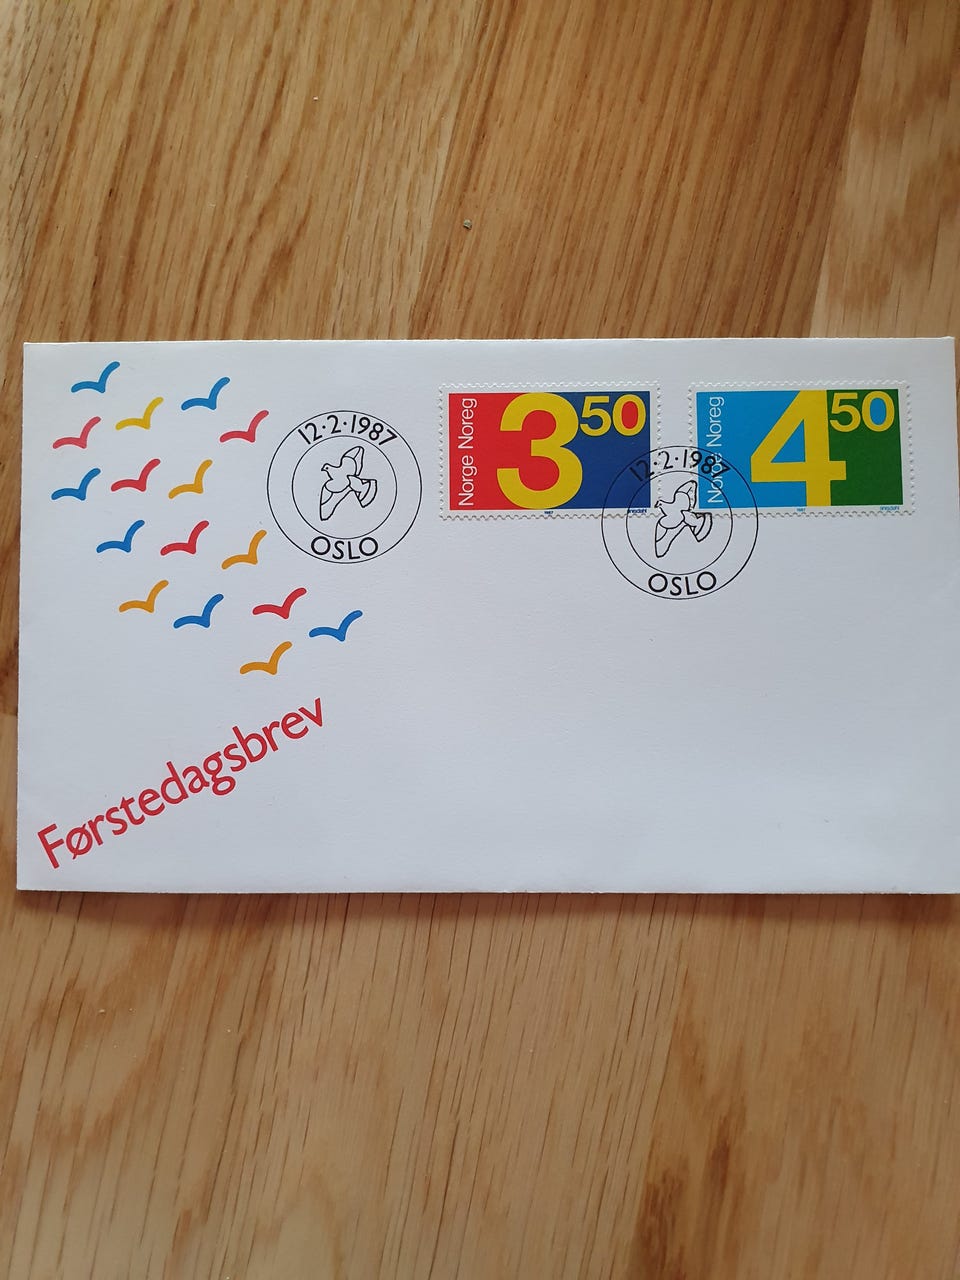 12·2·1987
OSLO
Norge Noreg
350
1987
Norge Noreg
450
1987
12·2·1987
OSLO
Førstedagsbrev